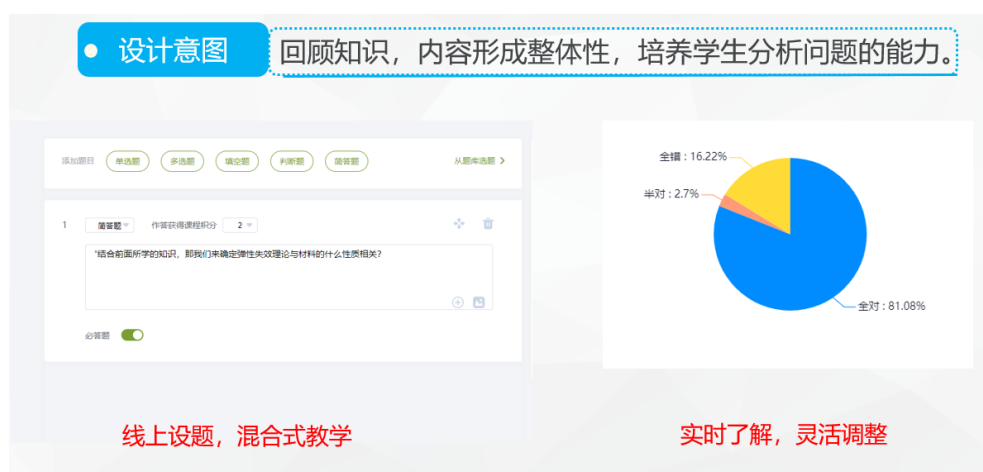 设计意图
回顾知识，内容形成整体性，培养学生分析问题的能力。
添加题目 单选题 多选题 填空题 判断题 简答题 从题库选题
1 简答题 作答获得课程积分 2
"结合前面所学的知识，那我们来确定弹性失效理论与材料的什么性质相关?
必答题
全错 : 16.22%
半对 : 2.7%
全对 : 81.08%
线上设题，混合式教学
实时了解，灵活调整